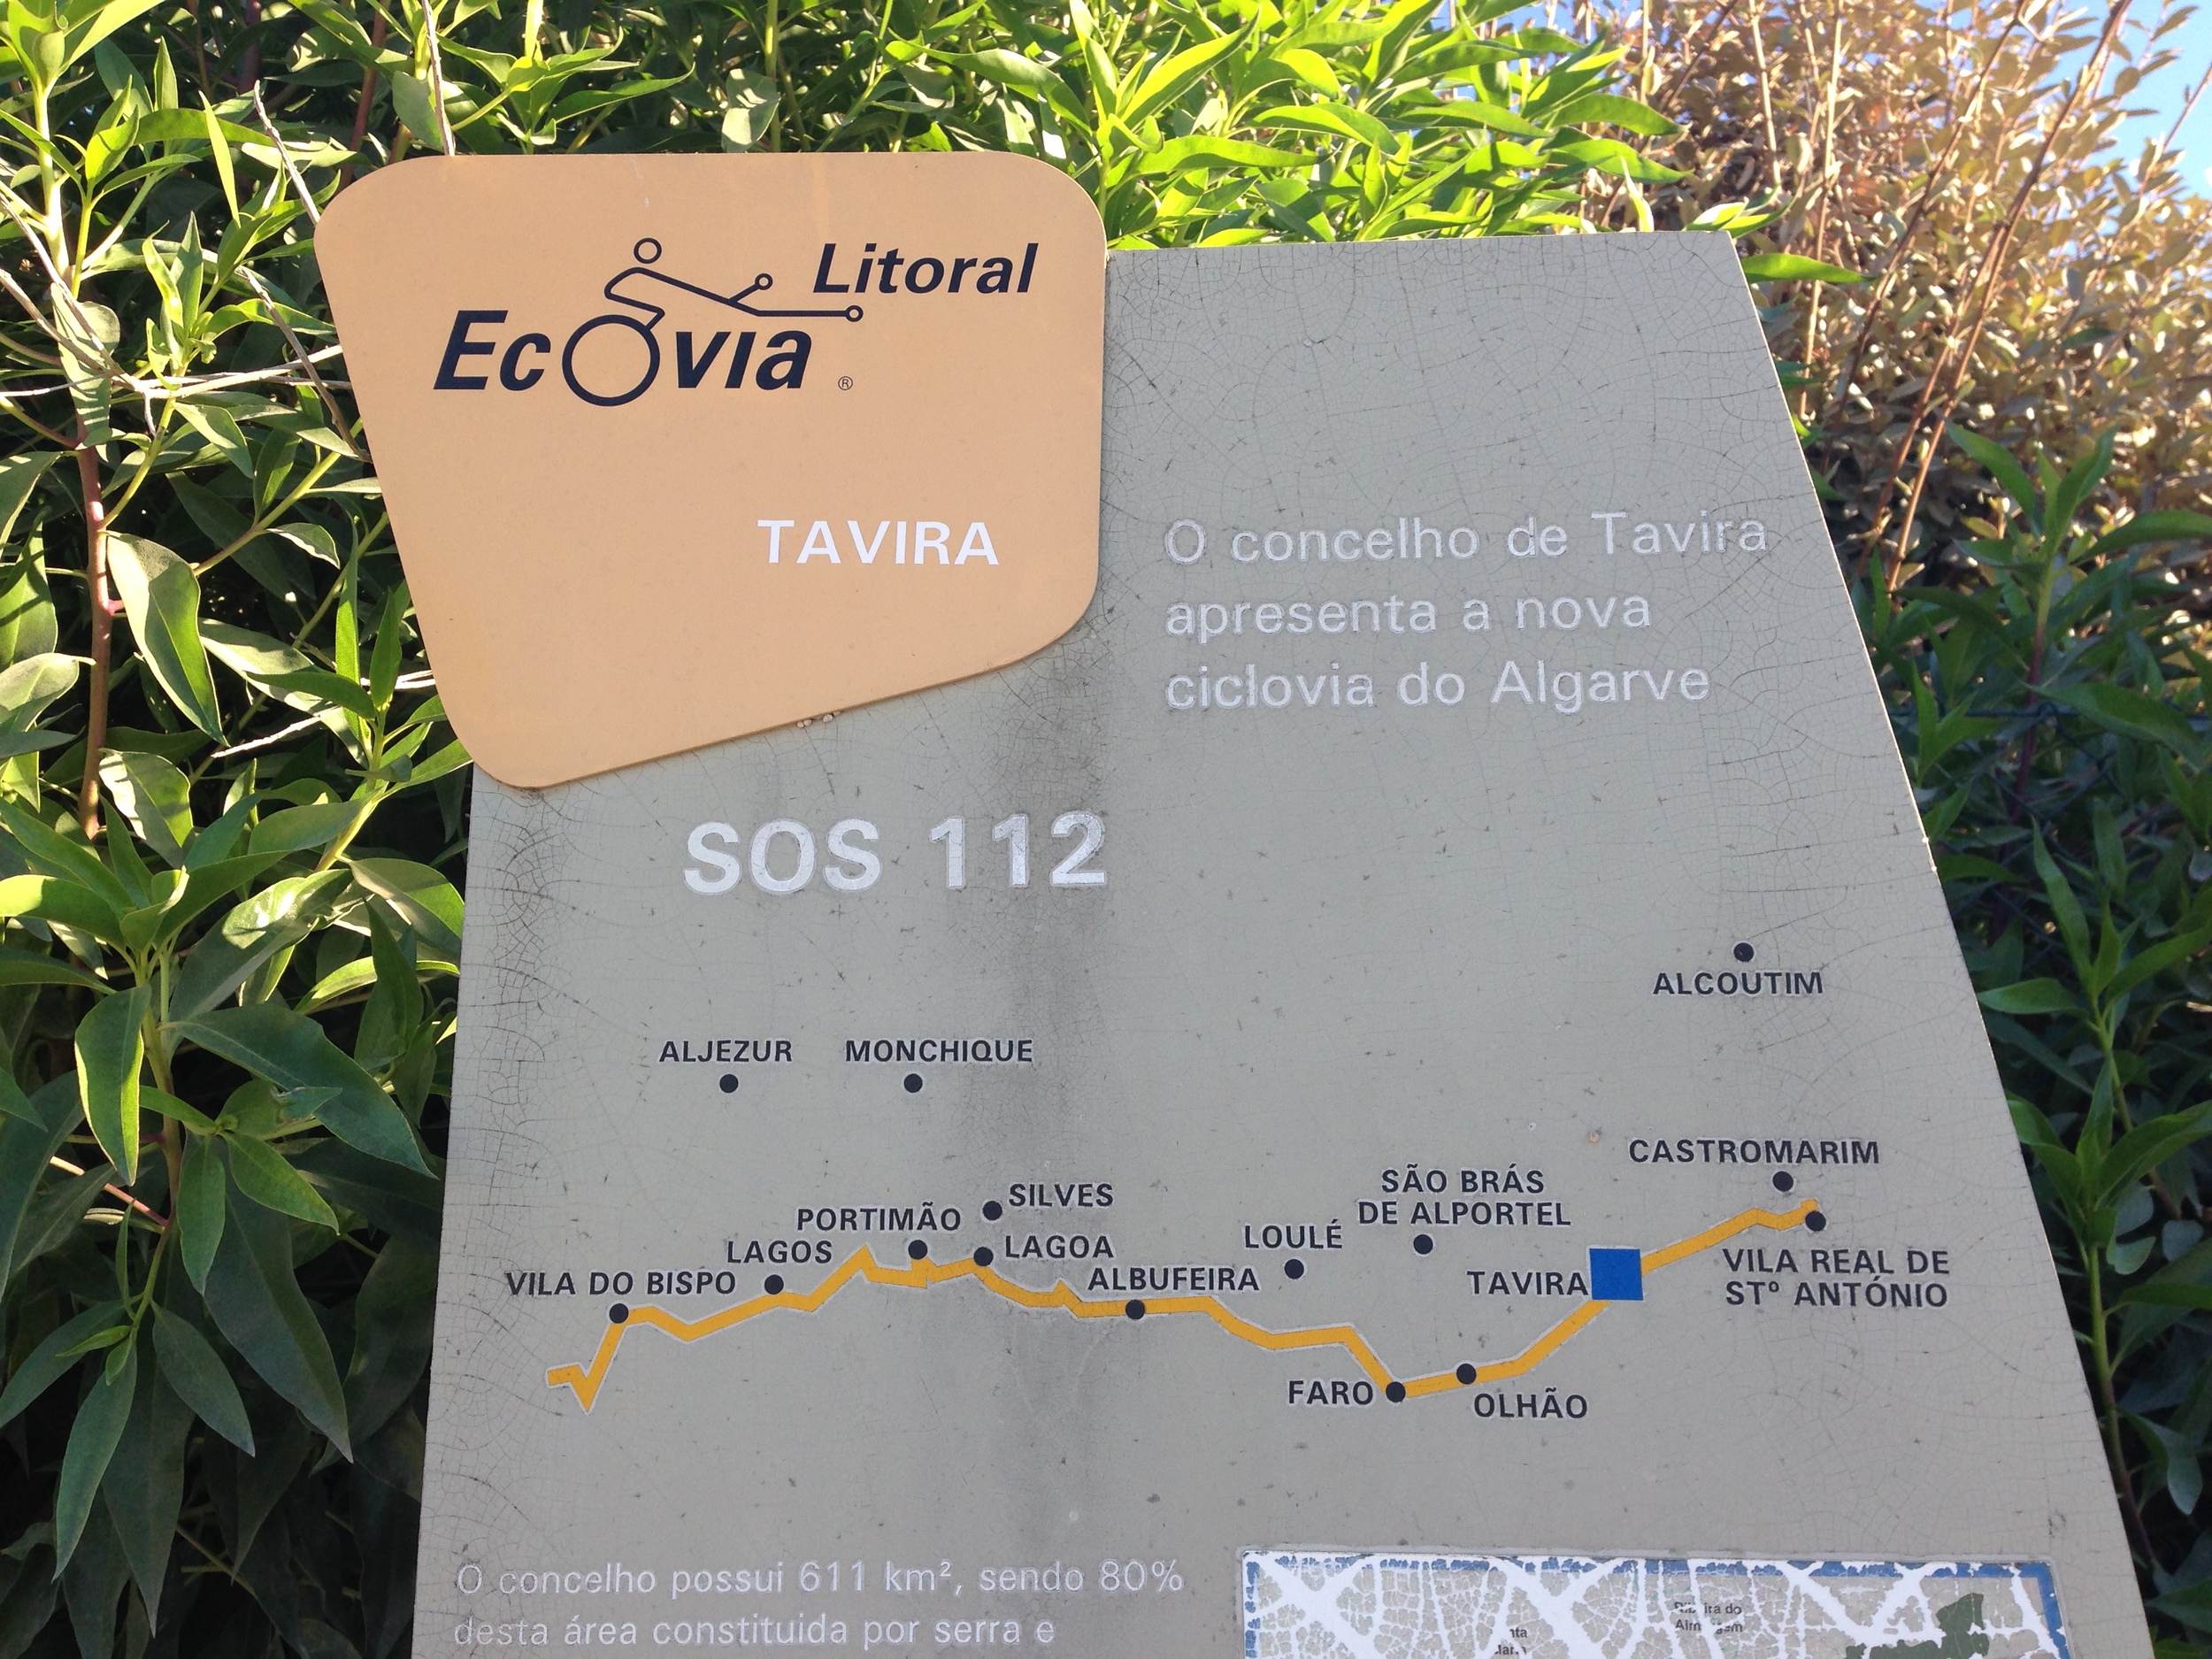 Litoral
Ecovia ®
TAVIRA
O concelho de Tavira
apresenta a nova
ciclovia do Algarve
SOS 112
ALCOUTIM
ALJEZUR
MONCHIQUE
CASTROMARIM
SÃO BRÁS
DE ALPORTEL
SILVES
PORTIMÃO
LOULÉ
LAGOS
LAGOA
VILA REAL DE
STº ANTÓNIO
ALBUFEIRA
VILA DO BISPO
TAVIRA
FARO
OLHÃO
O concelho possui 611 km², sendo 80%
desta área constituida por serra e